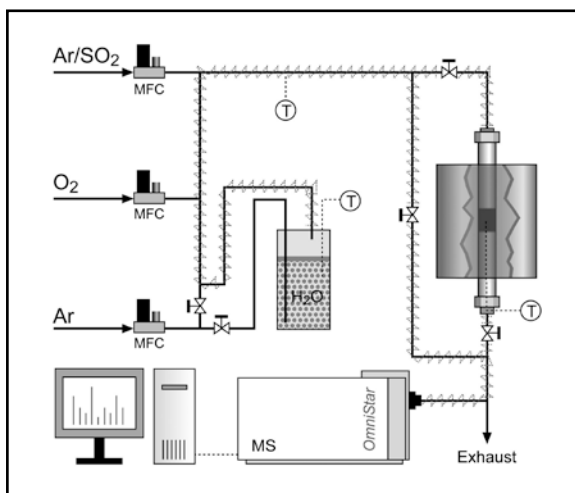 Ar/SO₂
MFC
T
O₂
MFC
T
H₂O
Ar
MFC
T
MS
OmniStar
Exhaust